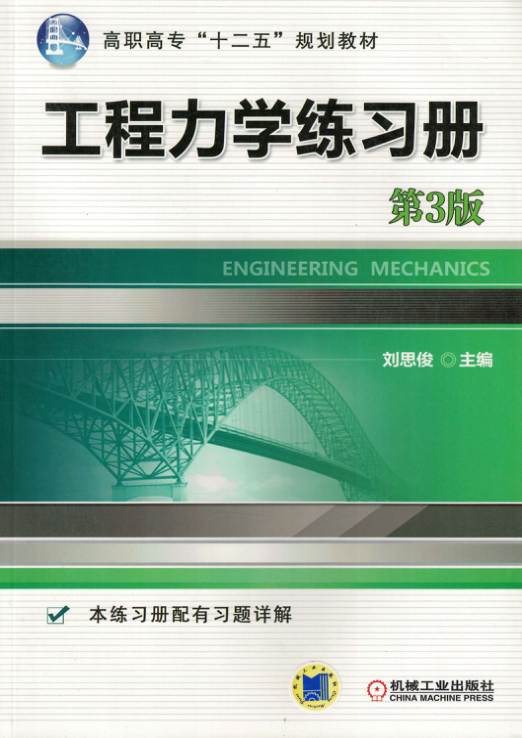 高职高专“十二五”规划教材
工程力学练习册
第3版
ENGINEERING MECHANICS
刘思俊 ◎ 主编
本练习册配有习题详解
机械工业出版社
CHINA MACHINE PRESS